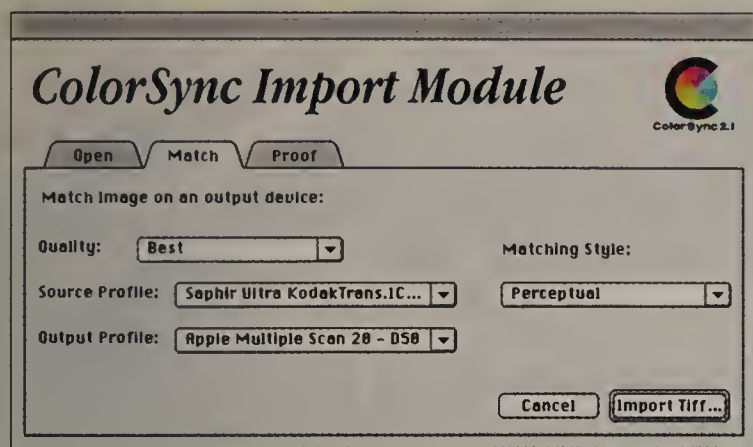 ColorSync Import Module
ColorSync 2.1
Open Match Proof
Match Image on an output device:
Quality: Best
Matching Style:
Source Profile: Saphir Ultra KodakTrans.IC...
Perceptual
Output Profile: Apple Multiple Scan 20 - D50
Cancel Import Tiff...